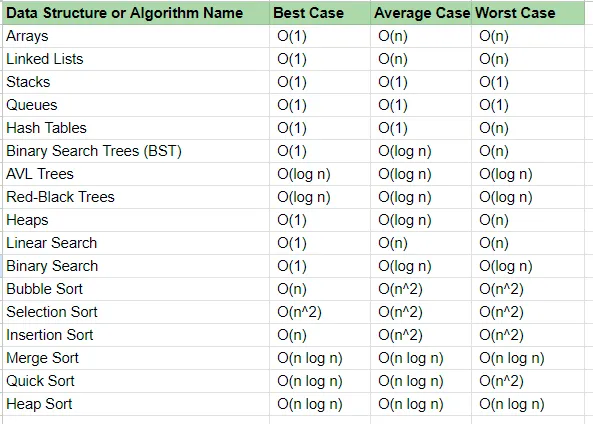 Data Structure or Algorithm Name Best Case Average Case Worst Case
Arrays O(1) O(n) O(n)
Linked Lists O(1) O(n) O(n)
Stacks O(1) O(1) O(1)
Queues O(1) O(1) O(1)
Hash Tables O(1) O(1) O(n)
Binary Search Trees (BST) O(1) O(log n) O(n)
AVL Trees O(log n) O(log n) O(log n)
Red-Black Trees O(log n) O(log n) O(log n)
Heaps O(1) O(log n) O(n)
Linear Search O(1) O(n) O(n)
Binary Search O(1) O(log n) O(log n)
Bubble Sort O(n) O(n^2) O(n^2)
Selection Sort O(n^2) O(n^2) O(n^2)
Insertion Sort O(n) O(n^2) O(n^2)
Merge Sort O(n log n) O(n log n) O(n log n)
Quick Sort O(n log n) O(n log n) O(n^2)
Heap Sort O(n log n) O(n log n) O(n log n)